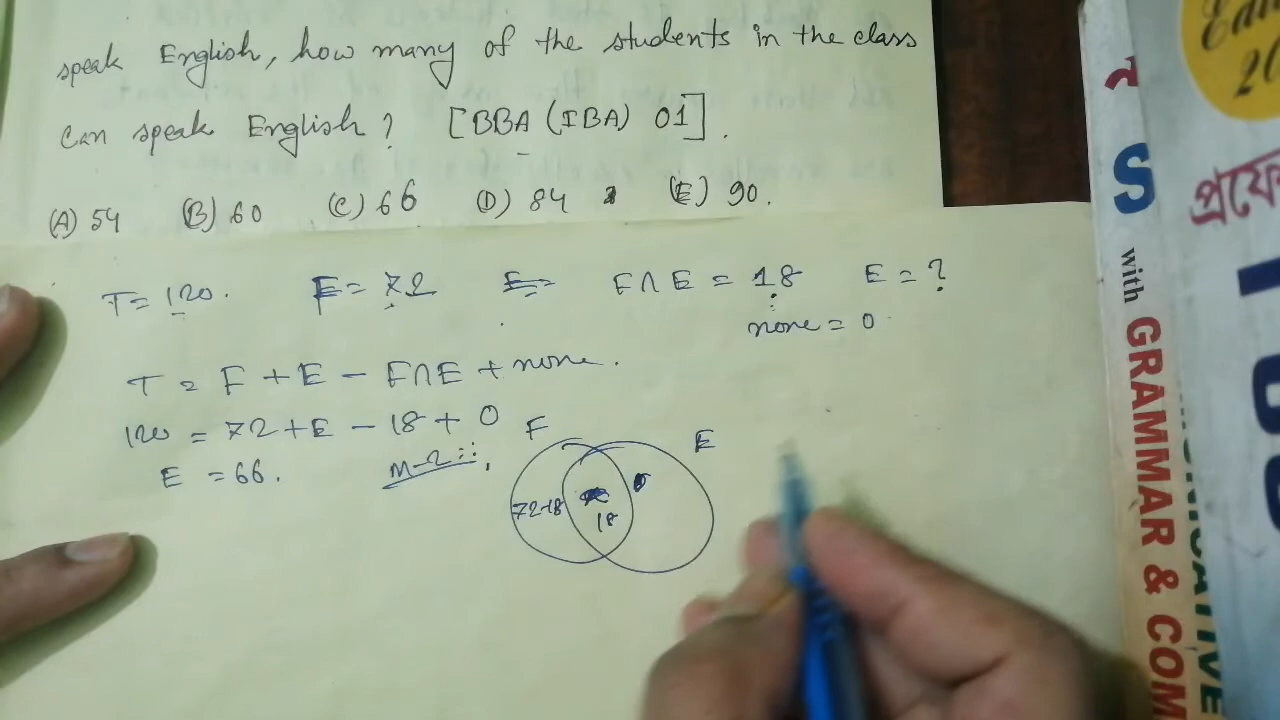 speak English, how many of the students in the class
can speak English? [BBA (IBA) 01].
(A) 54 (B) 60 (C) 66 (D) 84 (E) 90.
T = 120. F = 72 F ∩ E = 18 E = ?
none = 0
T = F + E - F ∩ E + none.
120 = 72 + E - 18 + 0
E = 66.
M-2::.
F E
72-18 18
S with GRAMMAR & COM